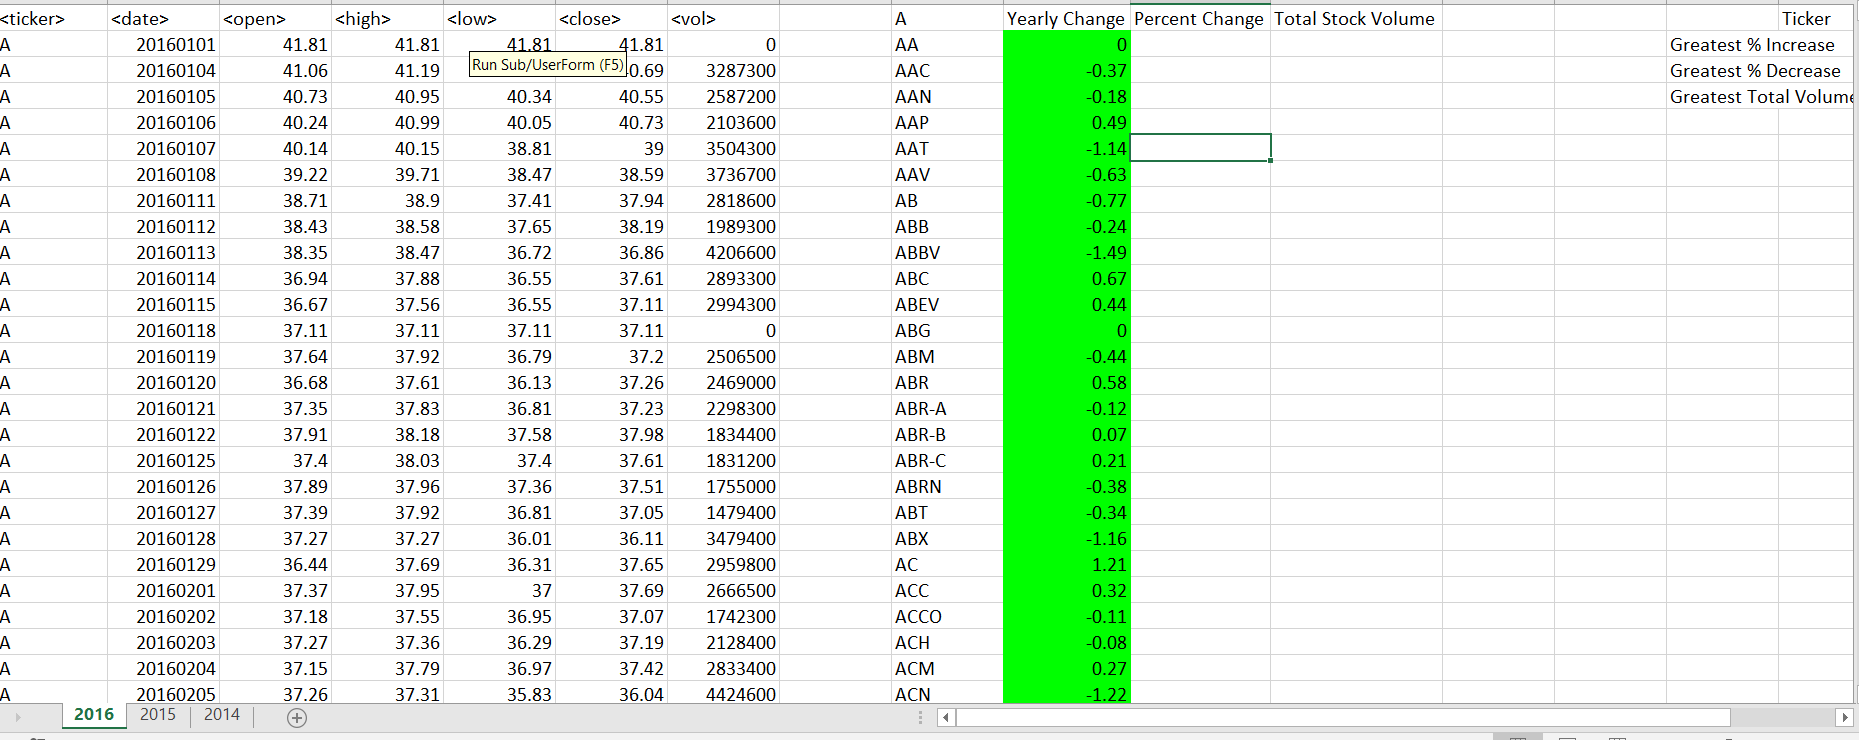 <ticker> <date> <open> <high> <low> <close> <vol> A Yearly Change Percent Change Total Stock Volume Ticker
A 20160101 41.81 41.81 41.81 41.81 0 AA 0 Greatest % Increase
Run Sub/UserForm (F5)
A 20160104 41.06 41.19 0.69 3287300 AAC -0.37 Greatest % Decrease
A 20160105 40.73 40.95 40.34 40.55 2587200 AAN -0.18 Greatest Total Volume
A 20160106 40.24 40.99 40.05 40.73 2103600 AAP 0.49
A 20160107 40.14 40.15 38.81 39 3504300 AAT -1.14
A 20160108 39.22 39.71 38.47 38.59 3736700 AAV -0.63
A 20160111 38.71 38.9 37.41 37.94 2818600 AB -0.77
A 20160112 38.43 38.58 37.65 38.19 1989300 ABB -0.24
A 20160113 38.35 38.47 36.72 36.86 4206600 ABBV -1.49
A 20160114 36.94 37.88 36.55 37.61 2893300 ABC 0.67
A 20160115 36.67 37.56 36.55 37.11 2994300 ABEV 0.44
A 20160118 37.11 37.11 37.11 37.11 0 ABG 0
A 20160119 37.64 37.92 36.79 37.2 2506500 ABM -0.44
A 20160120 36.68 37.61 36.13 37.26 2469000 ABR 0.58
A 20160121 37.35 37.83 36.81 37.23 2298300 ABR-A -0.12
A 20160122 37.91 38.18 37.58 37.98 1834400 ABR-B 0.07
A 20160125 37.4 38.03 37.4 37.61 1831200 ABR-C 0.21
A 20160126 37.89 37.96 37.36 37.51 1755000 ABRN -0.38
A 20160127 37.39 37.92 36.81 37.05 1479400 ABT -0.34
A 20160128 37.27 37.27 36.01 36.11 3479400 ABX -1.16
A 20160129 36.44 37.69 36.31 37.65 2959800 AC 1.21
A 20160201 37.37 37.95 37 37.69 2666500 ACC 0.32
A 20160202 37.18 37.55 36.95 37.07 1742300 ACCO -0.11
A 20160203 37.27 37.36 36.29 37.19 2128400 ACH -0.08
A 20160204 37.15 37.79 36.97 37.42 2833400 ACM 0.27
A 20160205 37.26 37.31 35.83 36.04 4424600 ACN -1.22
2016 2015 2014